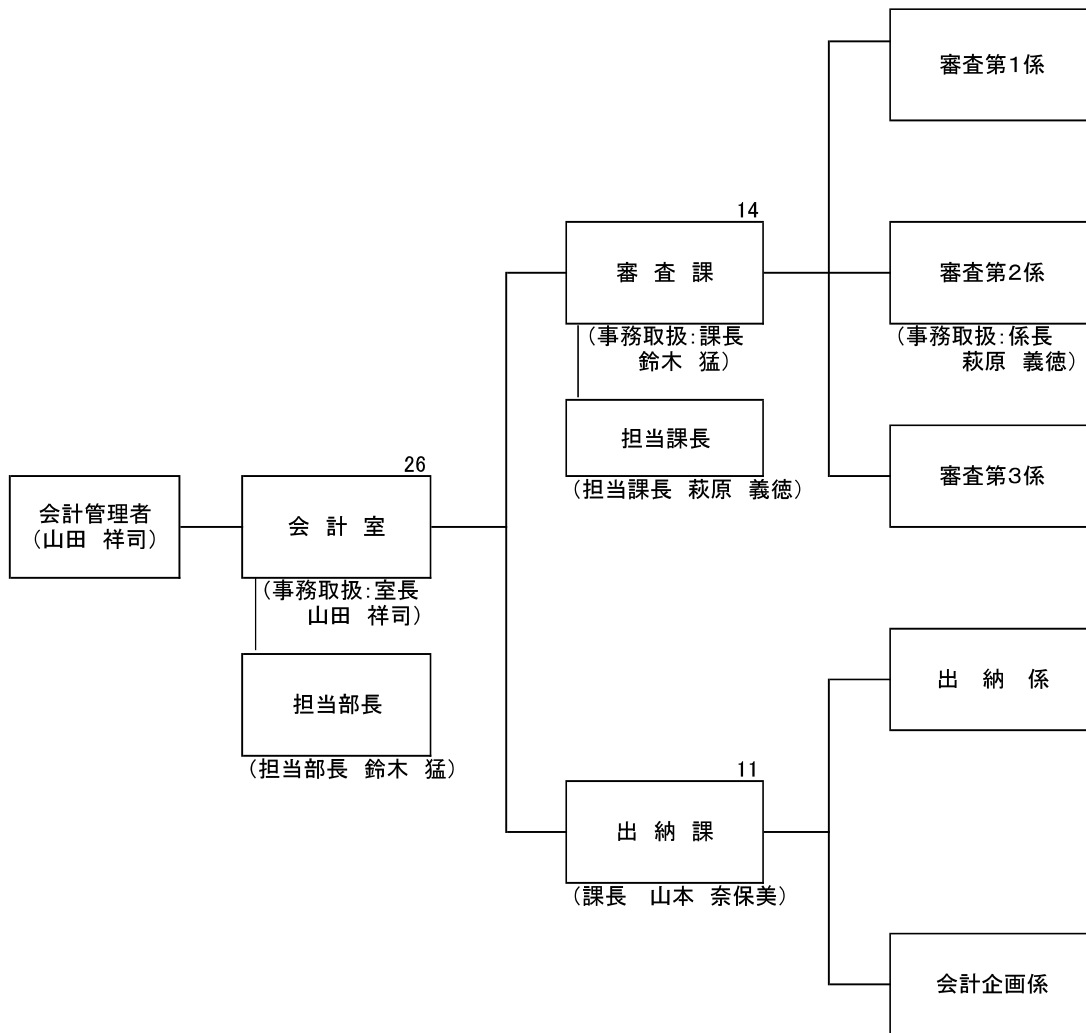 会計管理者
(山田　祥司)
26
会　計　室
(事務取扱:室長
山田　祥司)
担当部長
(担当部長　鈴木　猛)
14
審　査　課
(事務取扱:課長
鈴木　猛)
担当課長
(担当課長　萩原　義徳)
11
出　納　課
(課長　山本　奈保美)
審査第1係
審査第2係
(事務取扱:係長
萩原　義徳)
審査第3係
出　納　係
会計企画係